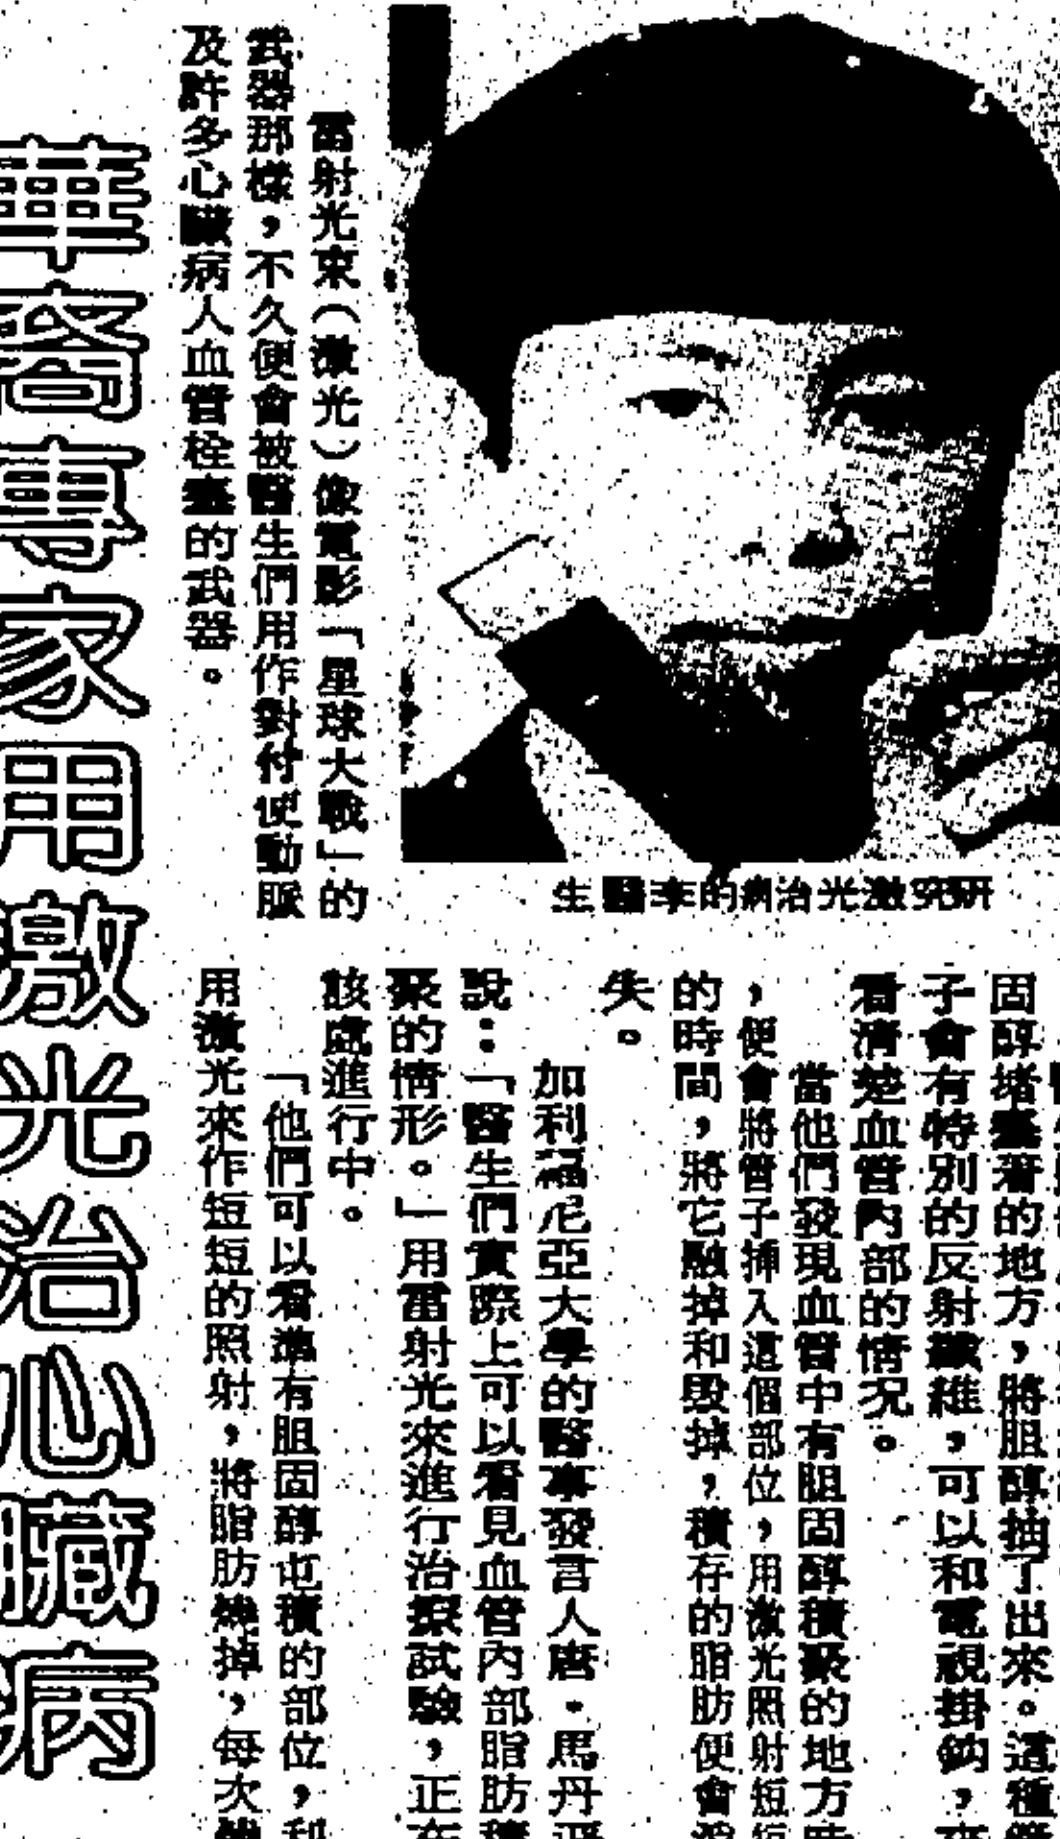 華裔專家用激光治心臟病
研究激光治病的李醫生
雷射光束(激光)像電影「星球大戰」的
武器那樣,不久便會被醫生們用作對付使動脈
及許多心臟病人血管栓塞的武器。
固醇堵塞著的地方,將胆醇抽了出來。這種
子會有特別的反射纖維,可以和電視掛鈎,
看清楚血管內部的情况。
當他們發現血管中有胆固醇積聚的地方時
,便會將管子挿入這個部位,用激光照射短短
的時間,將它融掉和毀掉,積存的脂肪便會消
失。
加利福尼亞大學的醫事發言人唐・馬丹
說:「醫生們實際上可以看見血管內部脂肪積
聚的情形。」用雷射光來進行治療試驗,正在
該處進行中。
「他們可以看準有胆固醇屯積的部位,利
用激光來作短短的照射,將脂肪燒掉,每次